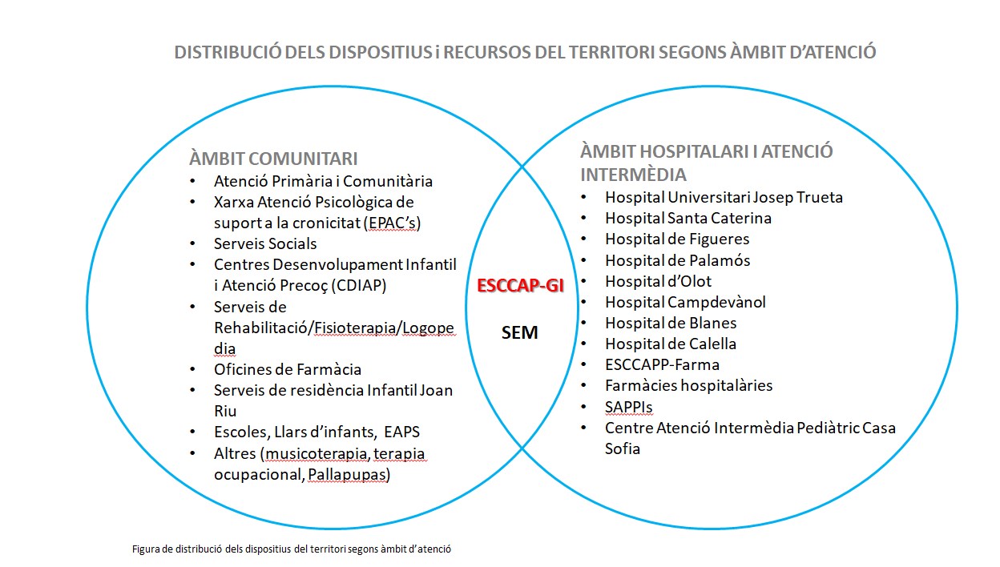 DISTRIBUCIÓ DELS DISPOSITIUS i RECURSOS DEL TERRITORI SEGONS ÀMBIT D'ATENCIÓ
ÀMBIT COMUNITARI
• Atenció Primària i Comunitària
• Xarxa Atenció Psicològica de
suport a la cronicitat (EPAC's)
• Serveis Socials
• Centres Desenvolupament Infantil
i Atenció Precoç (CDIAP)
• Serveis de
Rehabilitació/Fisioterapia/Logope
dia
• Oficines de Farmàcia
• Serveis de residència Infantil Joan
Riu
• Escoles, Llars d'infants, EAPS
• Altres (musicoterapia, terapia
ocupacional, Pallapupas)
ESCCAP-GI
SEM
ÀMBIT HOSPITALARI I ATENCIÓ
INTERMÈDIA
• Hospital Universitari Josep Trueta
• Hospital Santa Caterina
• Hospital de Figueres
• Hospital de Palamós
• Hospital d'Olot
• Hospital Campdevànol
• Hospital de Blanes
• Hospital de Calella
• ESCCAPP-Farma
• Farmàcies hospitalàries
• SAPPIs
• Centre Atenció Intermèdia Pediàtric Casa
Sofia
Figura de distribució dels dispositius del territori segons àmbit d'atenció